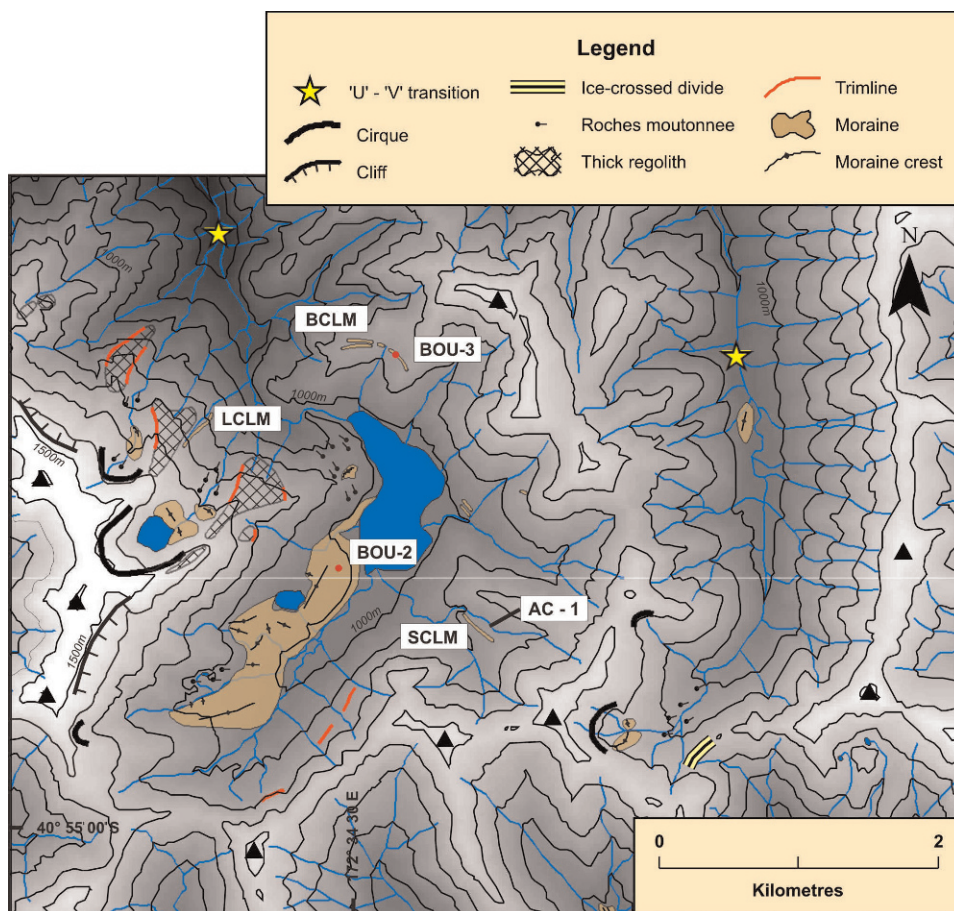 Legend
'U' - 'V' transition
Ice-crossed divide
Trimline
Cirque
Roches moutonnee
Moraine
Cliff
Thick regolith
Moraine crest
N
1000m
1000m
BCLM
BOU-3
1000m
LCLM
1500m
BOU-2
1000m
AC - 1
SCLM
1500m
40° 55' 00''S
172° 34' 30 E
0
2
Kilometres